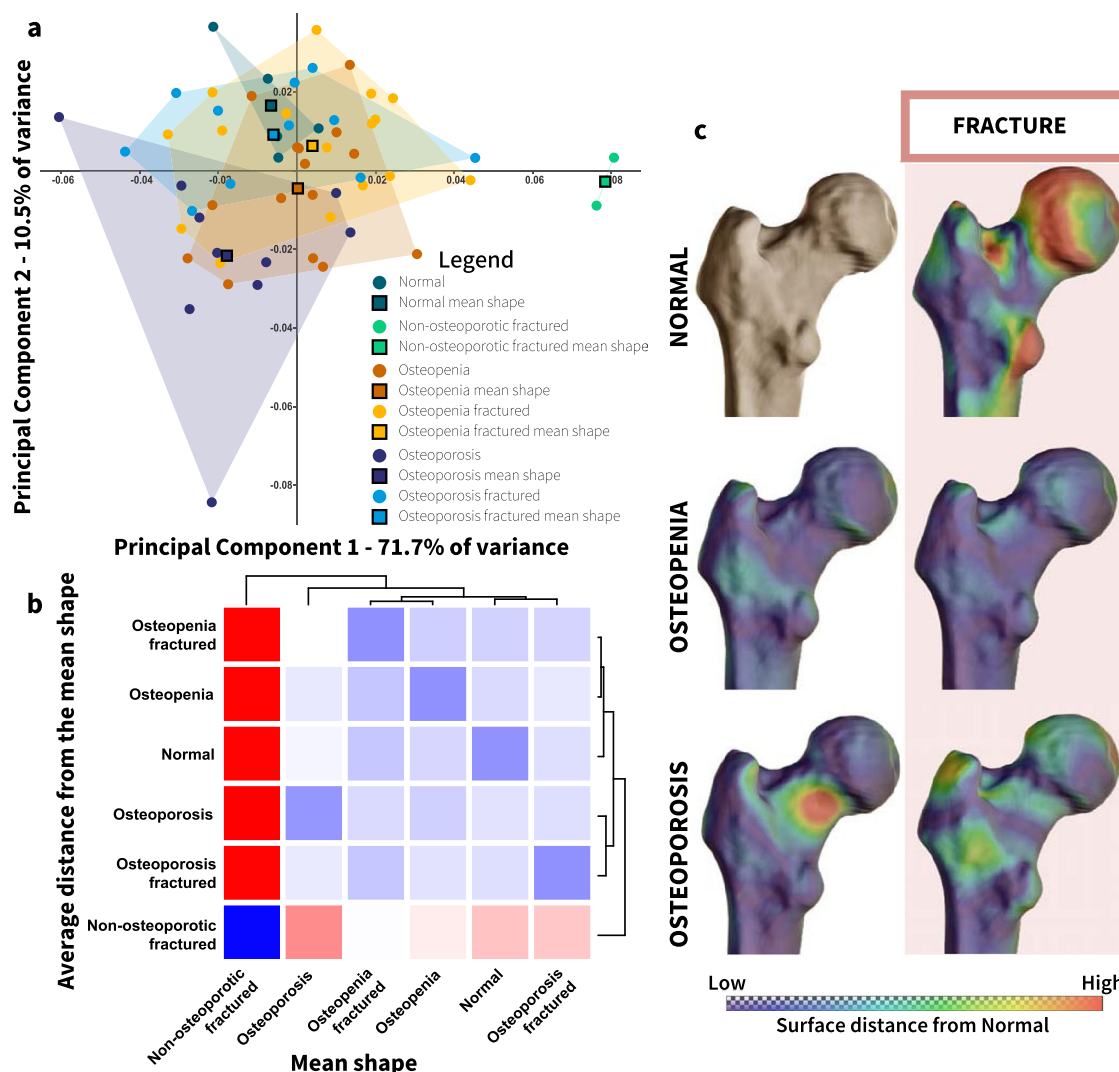 a
Principal Component 2 - 10.5% of variance
0.02
-0.06
-0.04
-0.02
0.02
0.04
0.06
08
-0.02
-0.04
-0.06
-0.08
Legend
Normal
Normal mean shape
Non-osteoporotic fractured
Non-osteoporotic fractured mean shape
Osteopenia
Osteopenia mean shape
Osteopenia fractured
Osteopenia fractured mean shape
Osteoporosis
Osteoporosis mean shape
Osteoporosis fractured
Osteoporosis fractured mean shape
Principal Component 1 - 71.7% of variance
b
Average distance from the mean shape
Osteopenia
fractured
Osteopenia
Normal
Osteoporosis
Osteoporosis
fractured
Non-osteoporotic
fractured
Non-osteoporotic
fractured
Osteoporosis
Osteopenia
fractured
Osteopenia
Normal
Osteoporosis
fractured
Mean shape
c
FRACTURE
NORMAL
OSTEOPENIA
OSTEOPOROSIS
Low
High
Surface distance from Normal